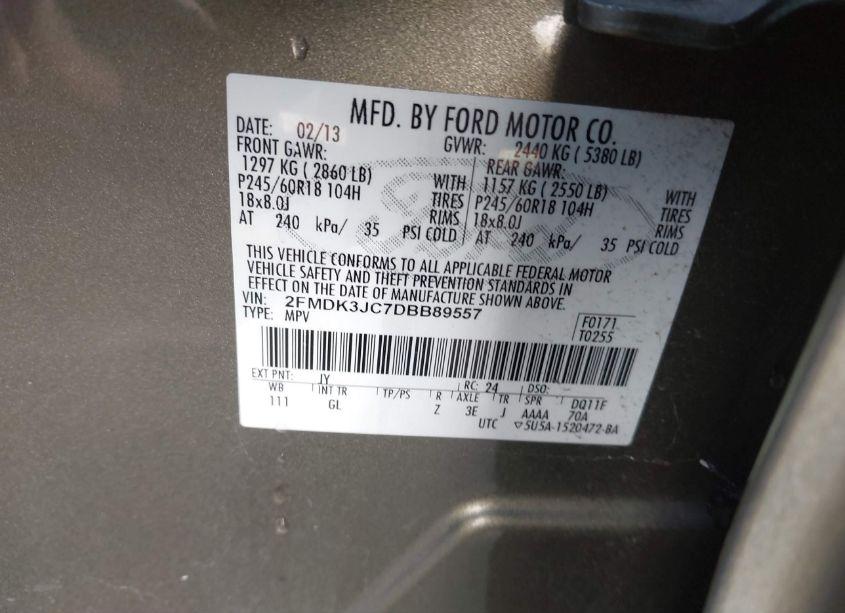 MFD. BY FORD MOTOR CO.
DATE: 02/13 GVWR: 2440 KG ( 5380 LB)
FRONT GAWR: REAR GAWR:
1297 KG ( 2860 LB) WITH 1157 KG ( 2550 LB) WITH
P245/60R18 104H TIRES P245/60R18 104H TIRES
18x8.0J RIMS 18x8.0J RIMS
AT 240 kPa/ 35 PSI COLD AT 240 kPa/ 35 PSI COLD
THIS VEHICLE CONFORMS TO ALL APPLICABLE FEDERAL MOTOR
VEHICLE SAFETY AND THEFT PREVENTION STANDARDS IN
EFFECT ON THE DATE OF MANUFACTURE SHOWN ABOVE.
VIN: 2FMDK3JC7DBB89557
TYPE: MPV
F0171
T0255
EXT PNT: JY RC: 24 DSO:
WB INT TR TP/PS R AXLE TR SPR DQ11F
111 GL Z 3E J AAAA 70A
UTC ▽5U5A-1520472-BA
Ford